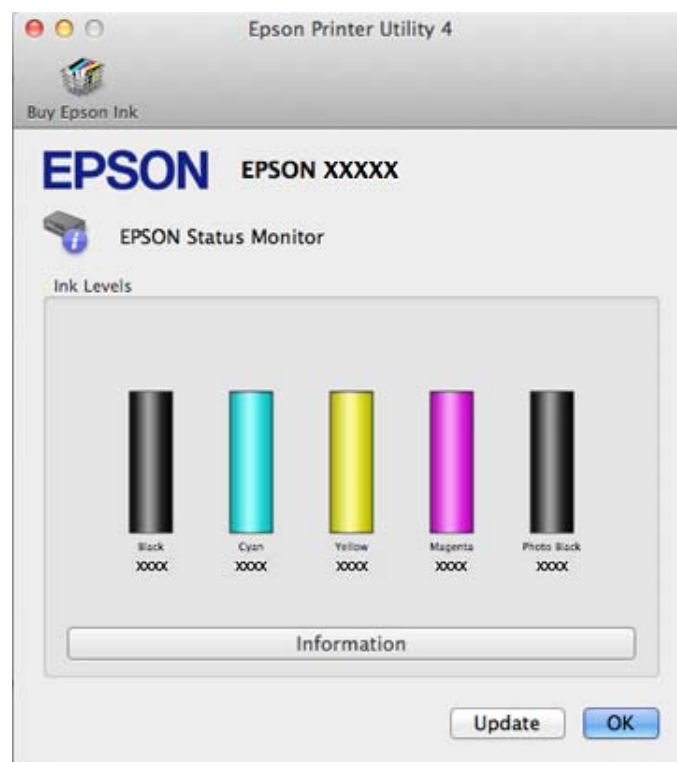 Epson Printer Utility 4
Buy Epson Ink
EPSON EPSON XXXXX
EPSON Status Monitor
Ink Levels
Black Cyan Yellow Magenta Photo Black
XXXX XXXX XXXX XXXX XXXX
Information
Update OK